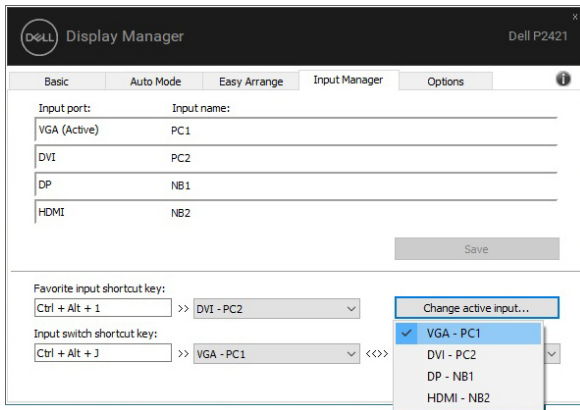 DELL Display Manager
Dell P2421
Basic Auto Mode Easy Arrange Input Manager Options
Input port: Input name:
VGA (Active) PC1
DVI PC2
DP NB1
HDMI NB2
Save
Favorite input shortcut key:
Ctrl + Alt + 1 >> DVI - PC2 Change active input...
Input switch shortcut key:
Ctrl + Alt + J >> VGA - PC1 <<>>
VGA - PC1
DVI - PC2
DP - NB1
HDMI - NB2